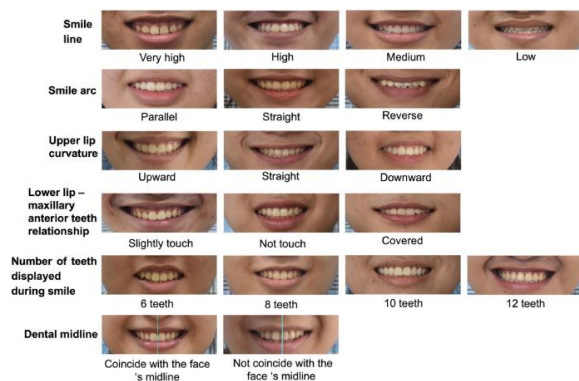 Smile line
Very high High Medium Low
Smile arc
Parallel Straight Reverse
Upper lip curvature
Upward Straight Downward
Lower lip – maxillary anterior teeth relationship
Slightly touch Not touch Covered
Number of teeth displayed during smile
6 teeth 8 teeth 10 teeth 12 teeth
Dental midline
Coincide with the face 's midline
Not coincide with the face 's midline